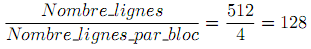 Nombre_lignes / Nombre_lignes_par_bloc = 512 / 4 = 128